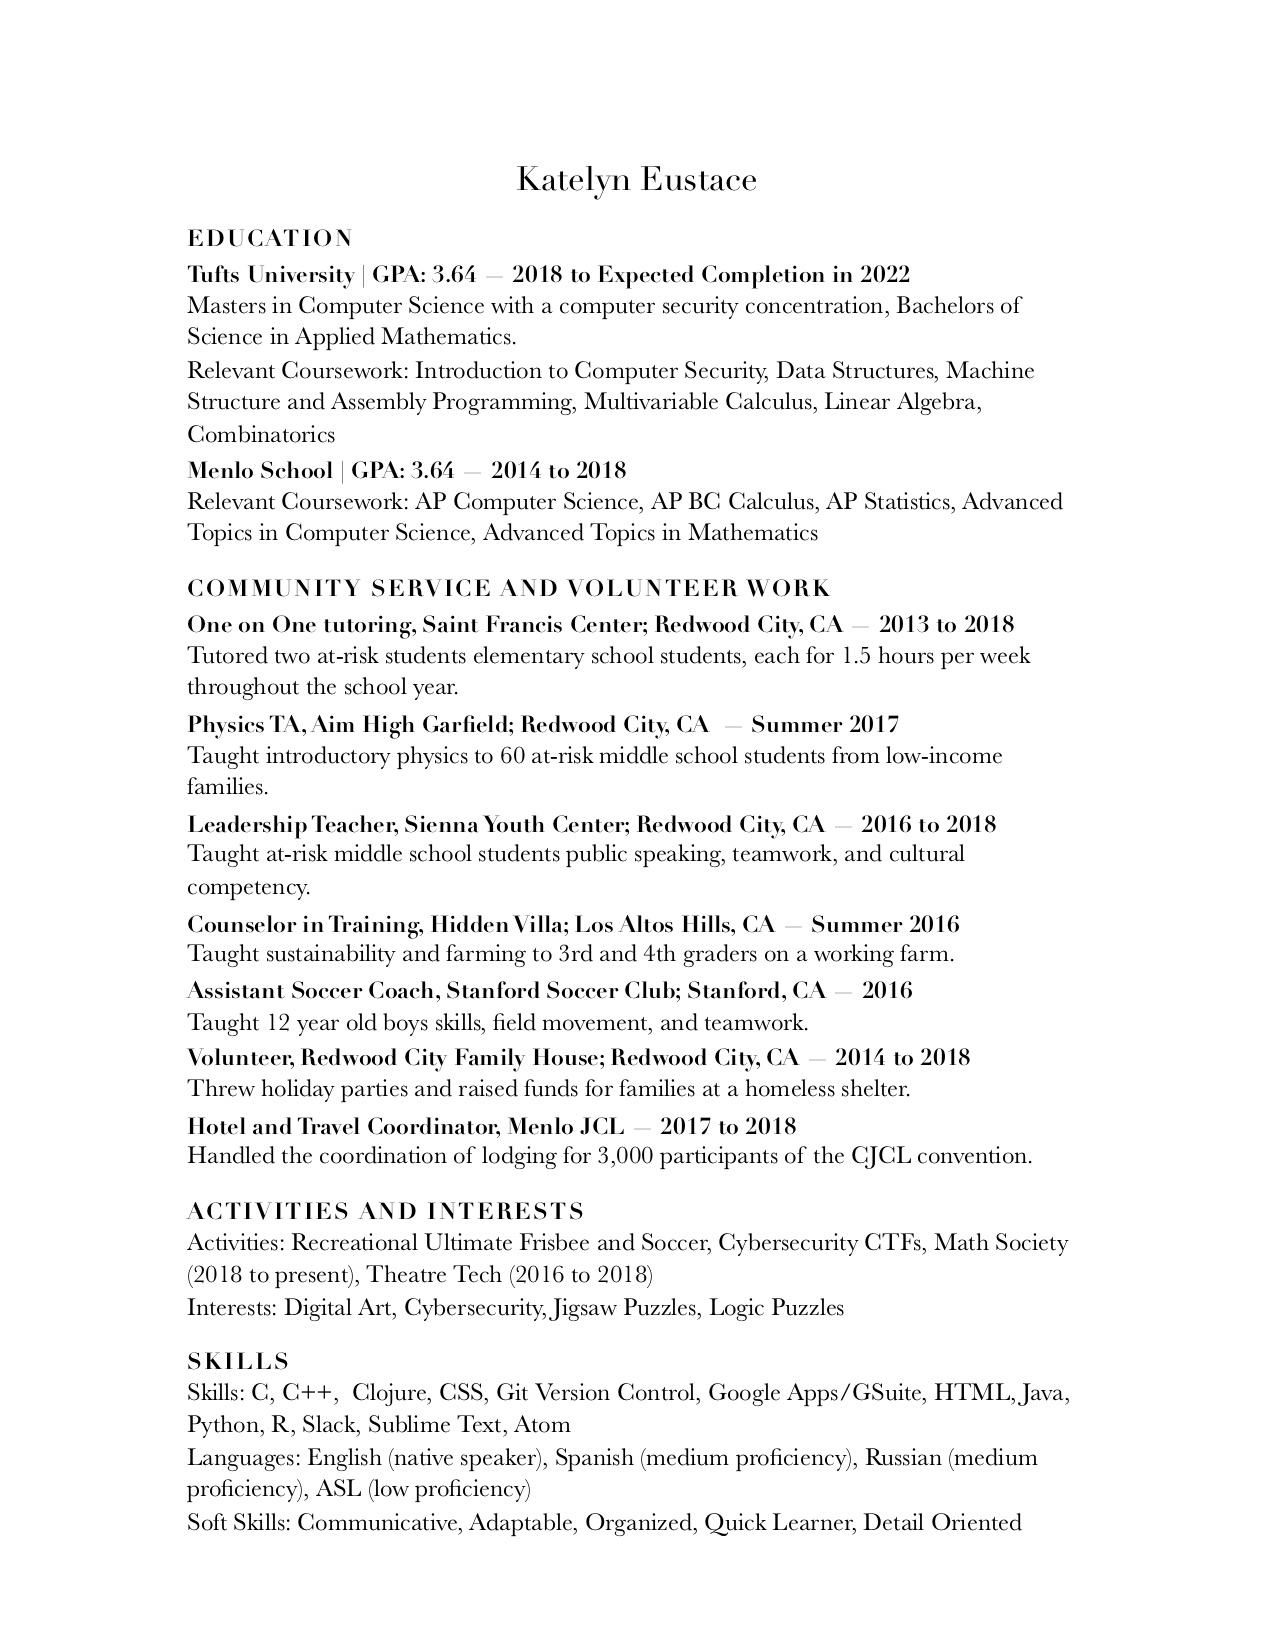 Katelyn Eustace
EDUCATION
Tufts University | GPA: 3.64 — 2018 to Expected Completion in 2022
Masters in Computer Science with a computer security concentration, Bachelors of
Science in Applied Mathematics.
Relevant Coursework: Introduction to Computer Security, Data Structures, Machine
Structure and Assembly Programming, Multivariable Calculus, Linear Algebra,
Combinatorics
Menlo School | GPA: 3.64 — 2014 to 2018
Relevant Coursework: AP Computer Science, AP BC Calculus, AP Statistics, Advanced
Topics in Computer Science, Advanced Topics in Mathematics
COMMUNITY SERVICE AND VOLUNTEER WORK
One on One tutoring, Saint Francis Center; Redwood City, CA — 2013 to 2018
Tutored two at-risk students elementary school students, each for 1.5 hours per week
throughout the school year.
Physics TA, Aim High Garfield; Redwood City, CA — Summer 2017
Taught introductory physics to 60 at-risk middle school students from low-income
families.
Leadership Teacher, Sienna Youth Center; Redwood City, CA — 2016 to 2018
Taught at-risk middle school students public speaking, teamwork, and cultural
competency.
Counselor in Training, Hidden Villa; Los Altos Hills, CA — Summer 2016
Taught sustainability and farming to 3rd and 4th graders on a working farm.
Assistant Soccer Coach, Stanford Soccer Club; Stanford, CA — 2016
Taught 12 year old boys skills, field movement, and teamwork.
Volunteer, Redwood City Family House; Redwood City, CA — 2014 to 2018
Threw holiday parties and raised funds for families at a homeless shelter.
Hotel and Travel Coordinator, Menlo JCL — 2017 to 2018
Handled the coordination of lodging for 3,000 participants of the CJCL convention.
ACTIVITIES AND INTERESTS
Activities: Recreational Ultimate Frisbee and Soccer, Cybersecurity CTFs, Math Society
(2018 to present), Theatre Tech (2016 to 2018)
Interests: Digital Art, Cybersecurity, Jigsaw Puzzles, Logic Puzzles
SKILLS
Skills: C, C++, Clojure, CSS, Git Version Control, Google Apps/GSuite, HTML, Java,
Python, R, Slack, Sublime Text, Atom
Languages: English (native speaker), Spanish (medium proficiency), Russian (medium
proficiency), ASL (low proficiency)
Soft Skills: Communicative, Adaptable, Organized, Quick Learner, Detail Oriented